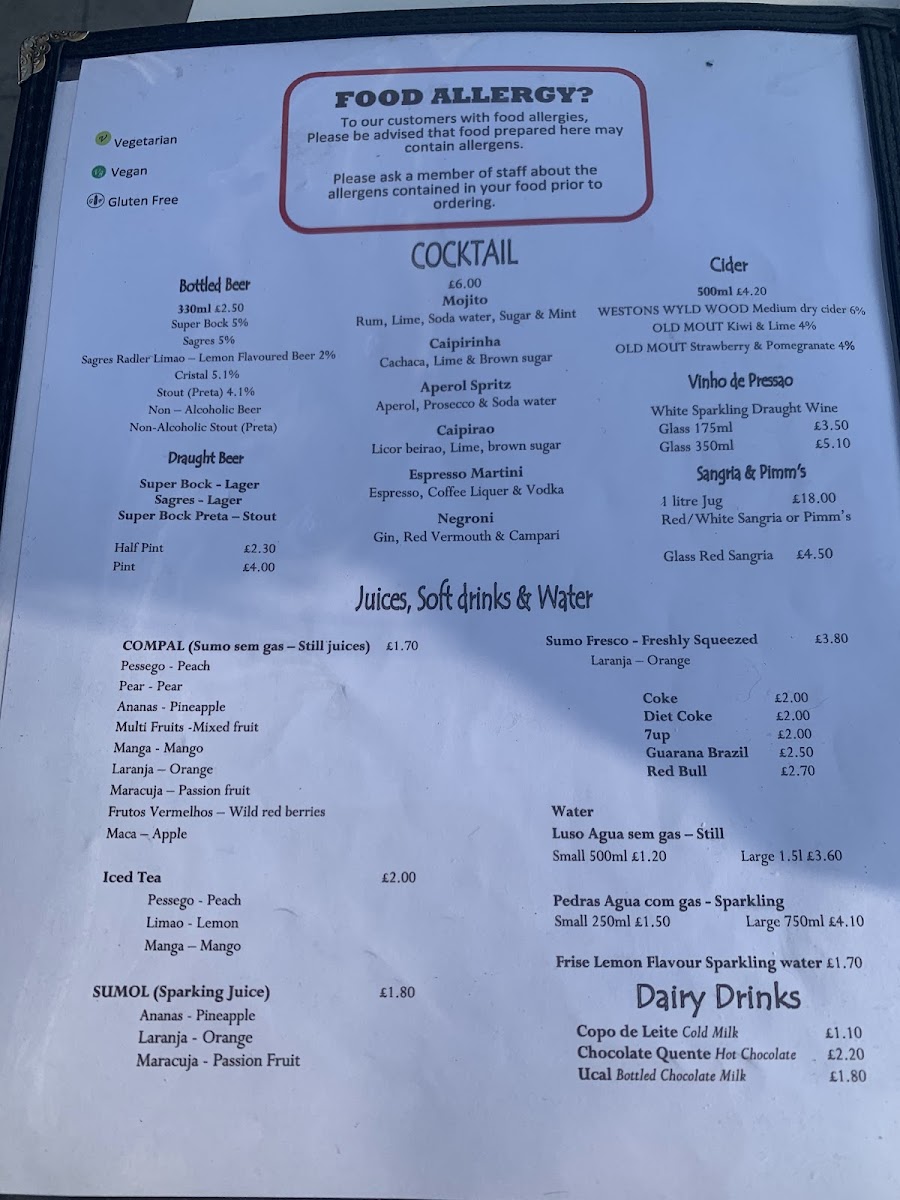 FOOD ALLERGY?
To our customers with food allergies,
Please be advised that food prepared here may
contain allergens.
Please ask a member of staff about the
allergens contained in your food prior to
ordering.
Vegetarian
Vegan
Gluten Free
Bottled Beer
330ml £2.50
Super Bock 5%
Sagres 5%
Sagres Radler Limao – Lemon Flavoured Beer 2%
Cristal 5.1%
Stout (Preta) 4.1%
Non – Alcoholic Beer
Non-Alcoholic Stout (Preta)
Draught Beer
Super Bock - Lager
Sagres - Lager
Super Bock Preta – Stout
Half Pint £2.30
Pint £4.00
COCKTAIL
£6.00
Mojito
Rum, Lime, Soda water, Sugar & Mint
Caipirinha
Cachaca, Lime & Brown sugar
Aperol Spritz
Aperol, Prosecco & Soda water
Caipirao
Licor beirao, Lime, brown sugar
Espresso Martini
Espresso, Coffee Liquer & Vodka
Negroni
Gin, Red Vermouth & Campari
Cider
500ml £4.20
WESTONS WYLD WOOD Medium dry cider 6%
OLD MOUT Kiwi & Lime 4%
OLD MOUT Strawberry & Pomegranate 4%
Vinho de Pressao
White Sparkling Draught Wine
Glass 175ml £3.50
Glass 350ml £5.10
Sangria & Pimm's
1 litre Jug £18.00
Red/White Sangria or Pimm's
Glass Red Sangria £4.50
Juices, Soft drinks & Water
COMPAL (Sumo sem gas – Still juices) £1.70
Pessego - Peach
Pear - Pear
Ananas - Pineapple
Multi Fruits -Mixed fruit
Manga - Mango
Laranja – Orange
Maracuja – Passion fruit
Frutos Vermelhos – Wild red berries
Maca – Apple
Iced Tea £2.00
Pessego - Peach
Limao - Lemon
Manga – Mango
SUMOL (Sparking Juice) £1.80
Ananas - Pineapple
Laranja - Orange
Maracuja - Passion Fruit
Sumo Fresco - Freshly Squeezed £3.80
Laranja – Orange
Coke £2.00
Diet Coke £2.00
7up £2.00
Guarana Brazil £2.50
Red Bull £2.70
Water
Luso Agua sem gas – Still
Small 500ml £1.20 Large 1.5l £3.60
Pedras Agua com gas - Sparkling
Small 250ml £1.50 Large 750ml £4.10
Frise Lemon Flavour Sparkling water £1.70
Dairy Drinks
Copo de Leite Cold Milk £1.10
Chocolate Quente Hot Chocolate £2.20
Ucal Bottled Chocolate Milk £1.80